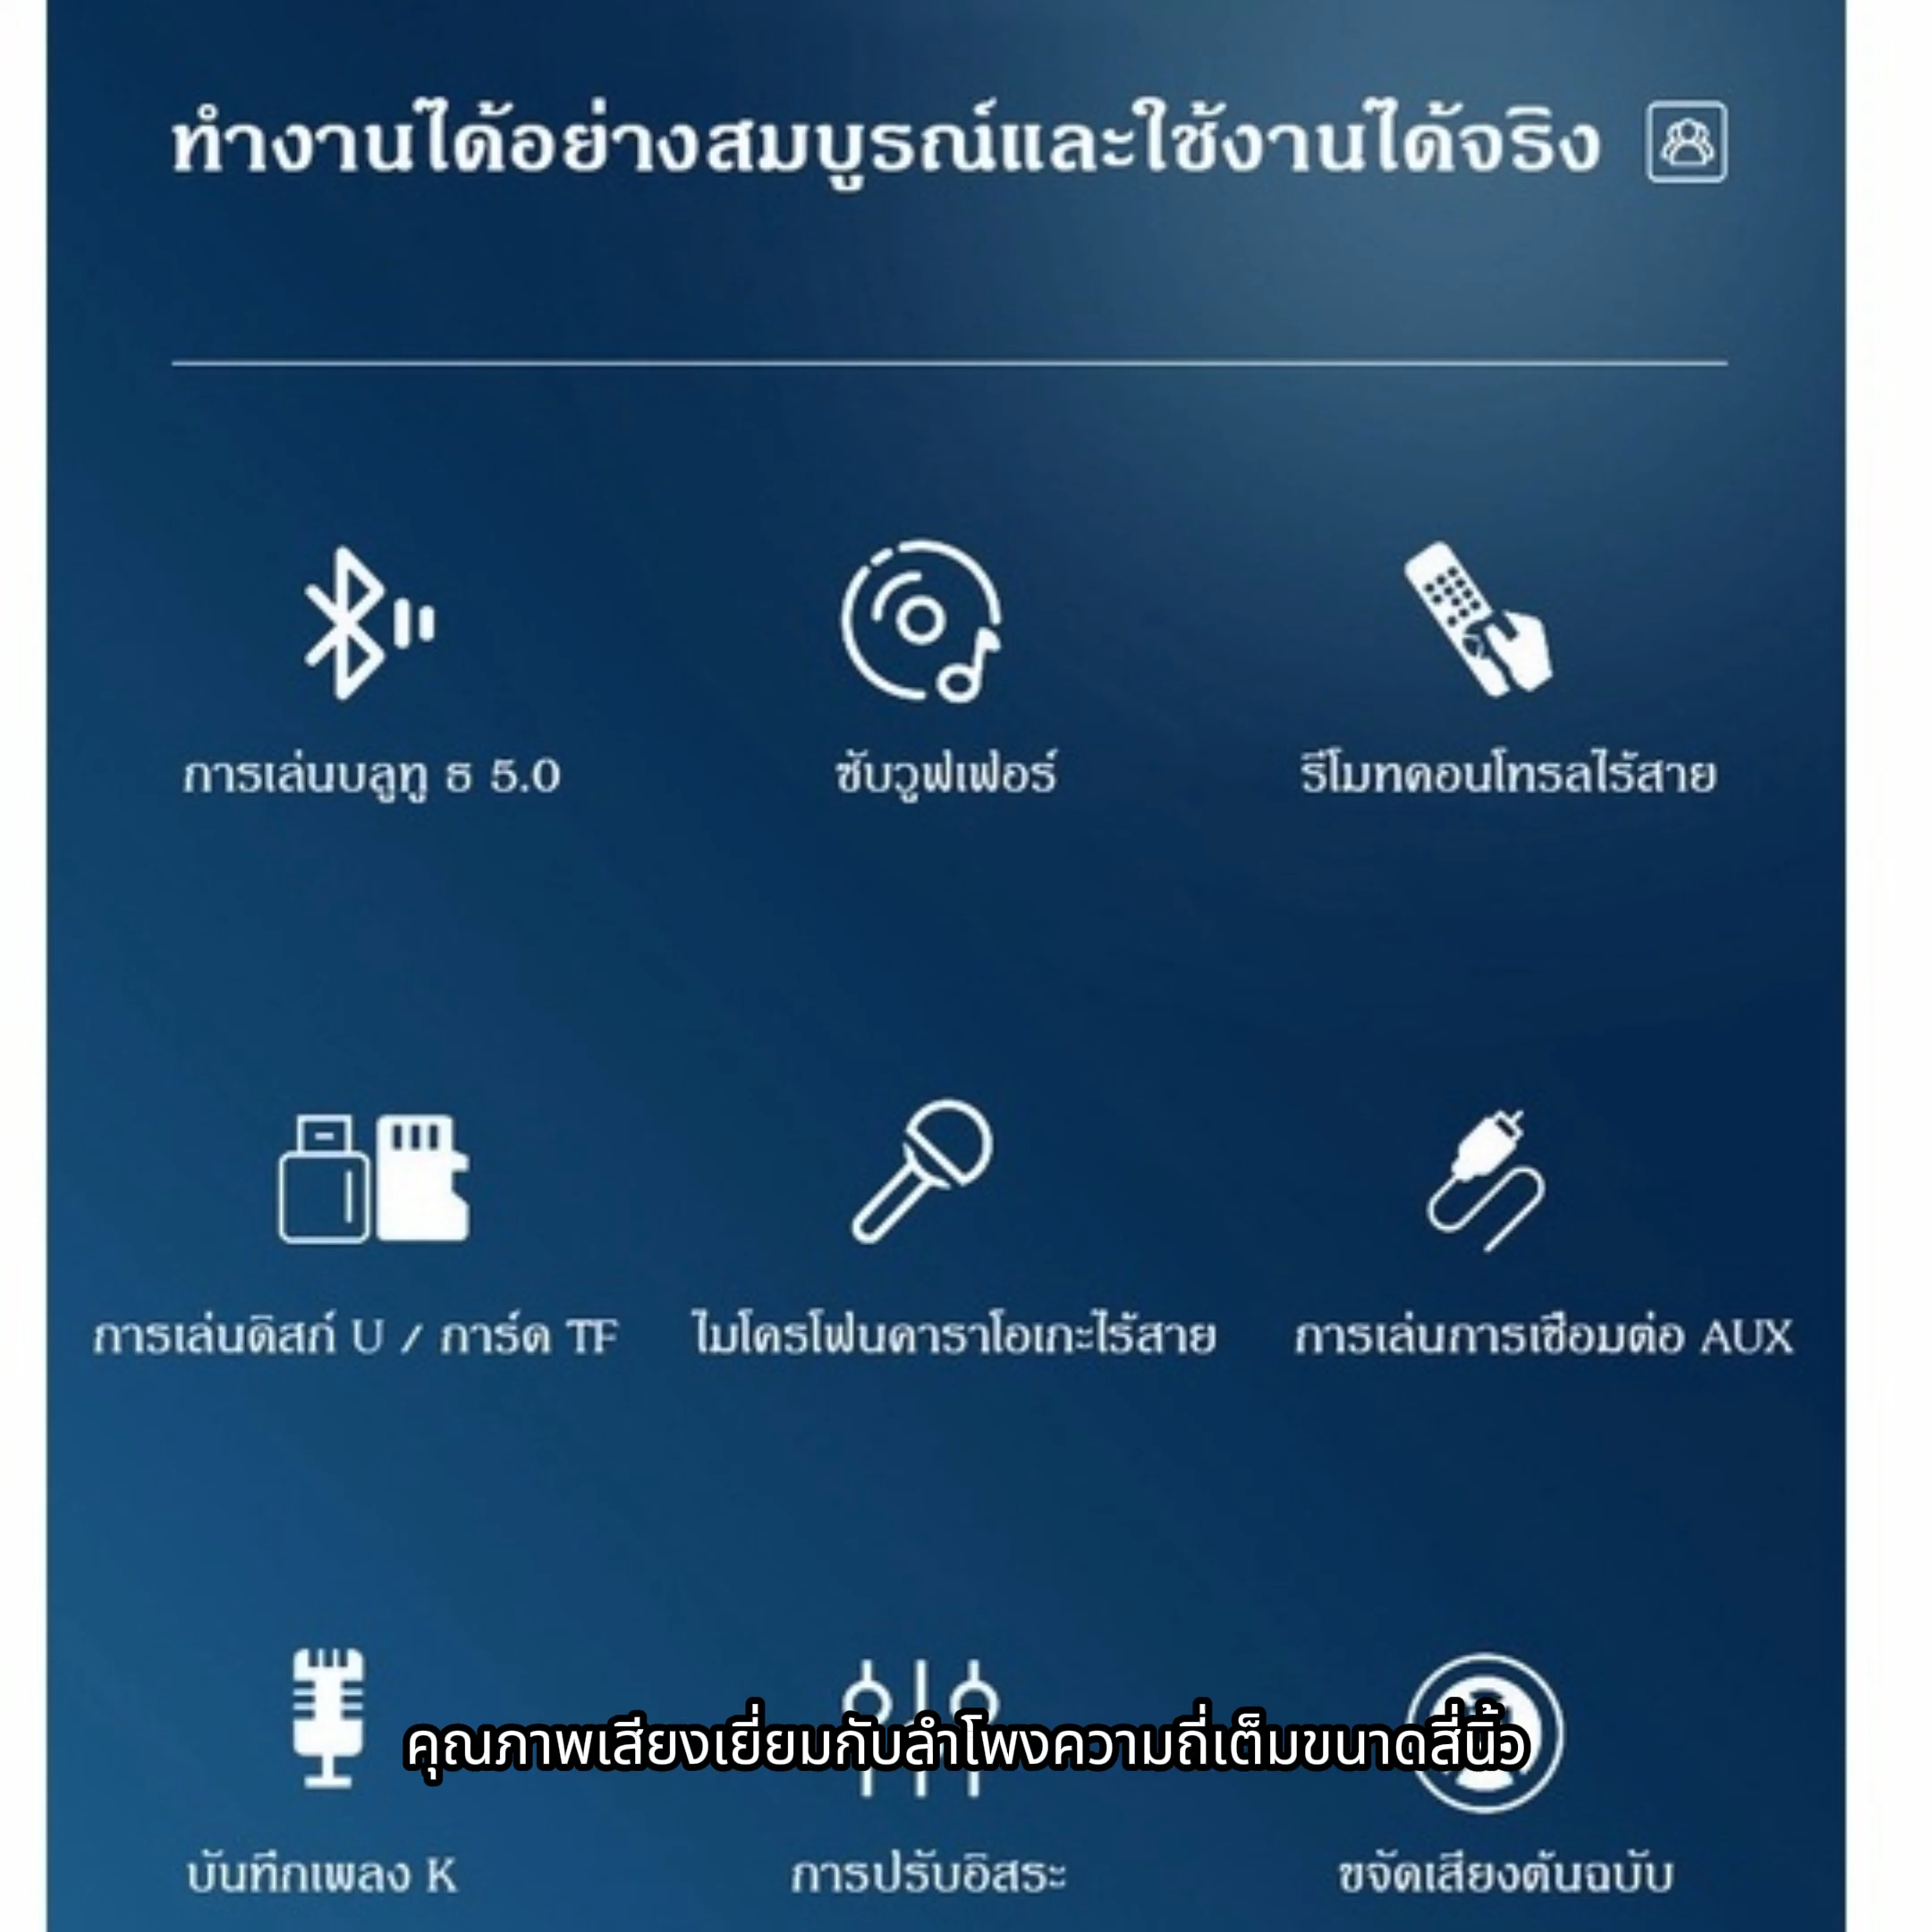 ทำงานได้อย่างสมบูรณ์และใช้งานได้จริง
การเล่นบลูทู ธ 5.0
ซับวูฟเฟอร์
รีโมทคอนโทรลไร้สาย
การเล่นดิสก์ U / การ์ด TF
ไมโครโฟนคาราโอเกะไร้สาย
การเล่นการเชื่อมต่อ AUX
คุณภาพเสียงเยี่ยมกับลำโพงความถี่เต็มขนาดสี่นิ้ว
บันทึกเพลง K
การปรับอิสระ
ขจัดเสียงต้นฉบับ